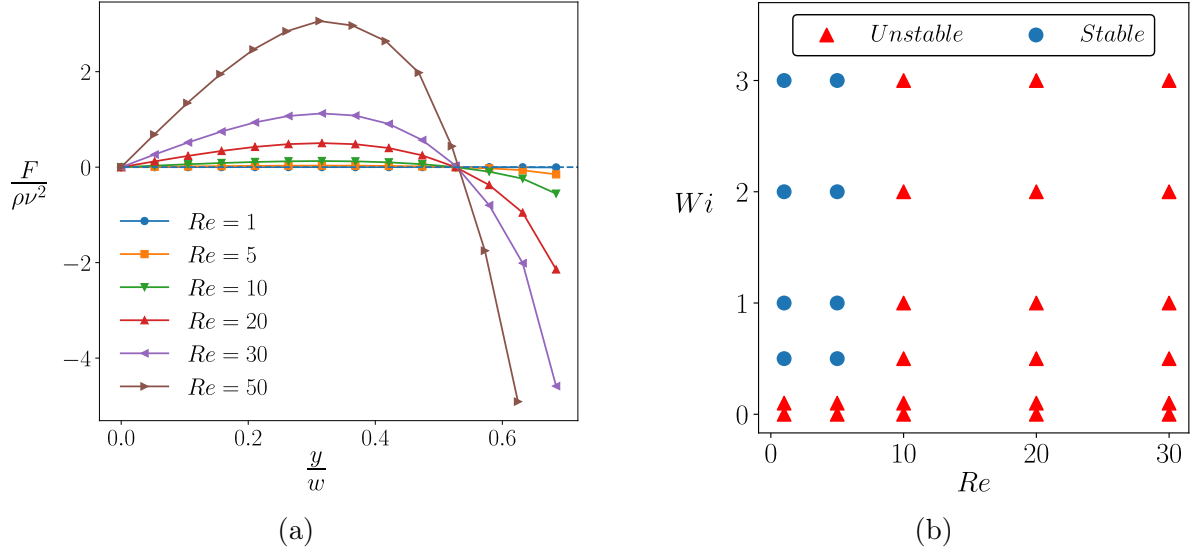 2
0
−2
−4
F
ρν²
Re = 1
Re = 5
Re = 10
Re = 20
Re = 30
Re = 50
0.0 0.2 0.4 0.6
y
w
(a)
Unstable Stable
3
2
1
0
Wi
0 10 20 30
Re
(b)